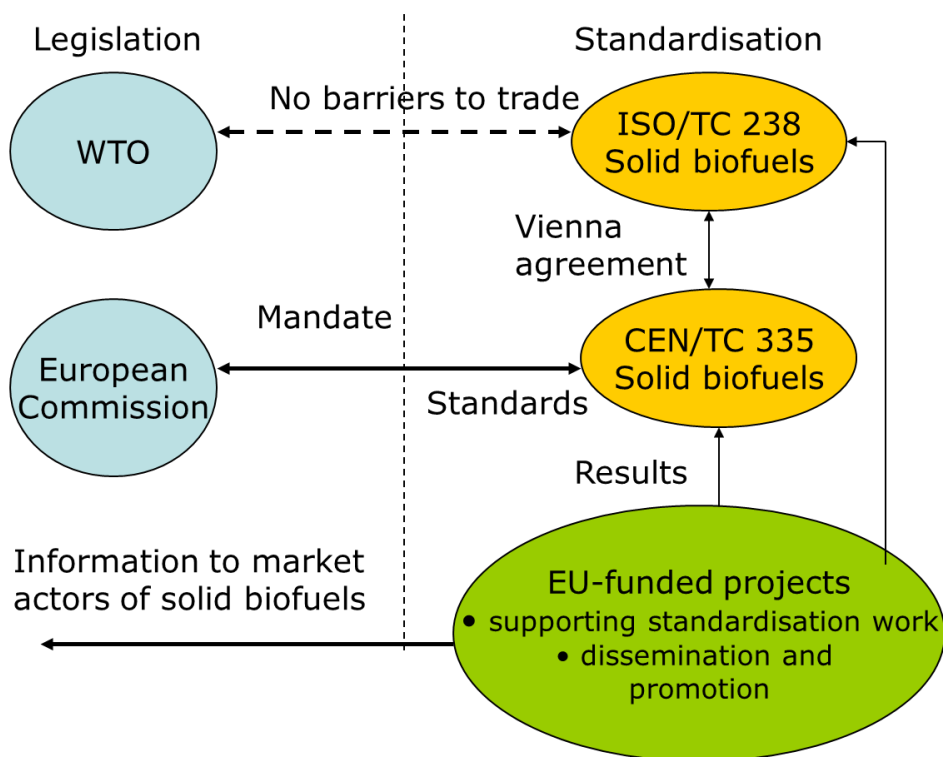 Legislation
Standardisation
No barriers to trade
WTO
ISO/TC 238
Solid biofuels
Vienna
agreement
Mandate
European
Commission
CEN/TC 335
Solid biofuels
Standards
Results
Information to market
actors of solid biofuels
EU-funded projects
• supporting standardisation work
• dissemination and
promotion